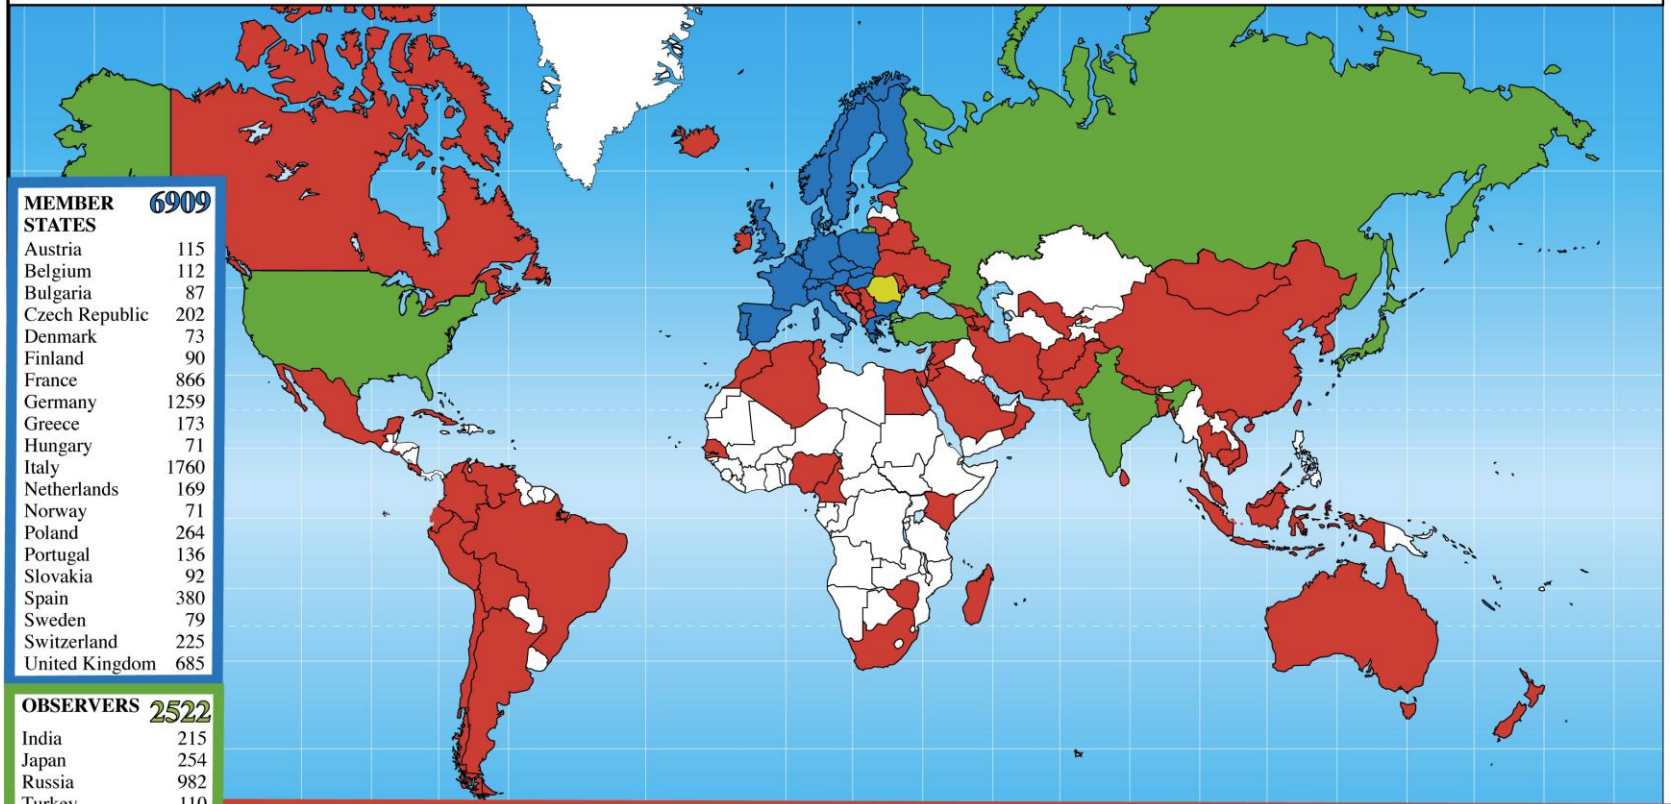 MEMBER 6909
STATES
Austria 115
Belgium 112
Bulgaria 87
Czech Republic 202
Denmark 73
Finland 90
France 866
Germany 1259
Greece 173
Hungary 71
Italy 1760
Netherlands 169
Norway 71
Poland 264
Portugal 136
Slovakia 92
Spain 380
Sweden 79
Switzerland 225
United Kingdom 685
OBSERVERS 2522
India 215
Japan 254
Russia 982
Turkey 110